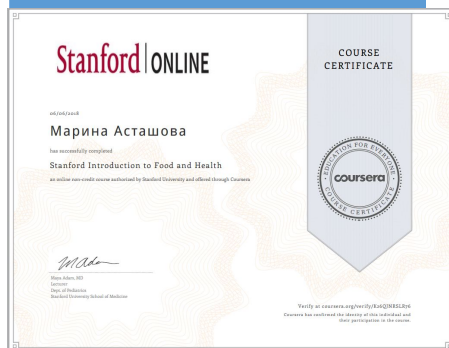 Stanford | ONLINE
COURSE
CERTIFICATE
06/06/2018
Марина Асташова
has successfully completed
Stanford Introduction to Food and Health
an online non-credit course authorized by Stanford University and offered through Coursera
EDUCATION FOR EVERYONE
coursera
COURSE CERTIFICATE
Maya Adam, MD
Lecturer
Dept. of Pediatrics
Stanford University School of Medicine
Verify at coursera.org/verify/
Coursera has confirmed the identity of this individual and
their participation in the course.